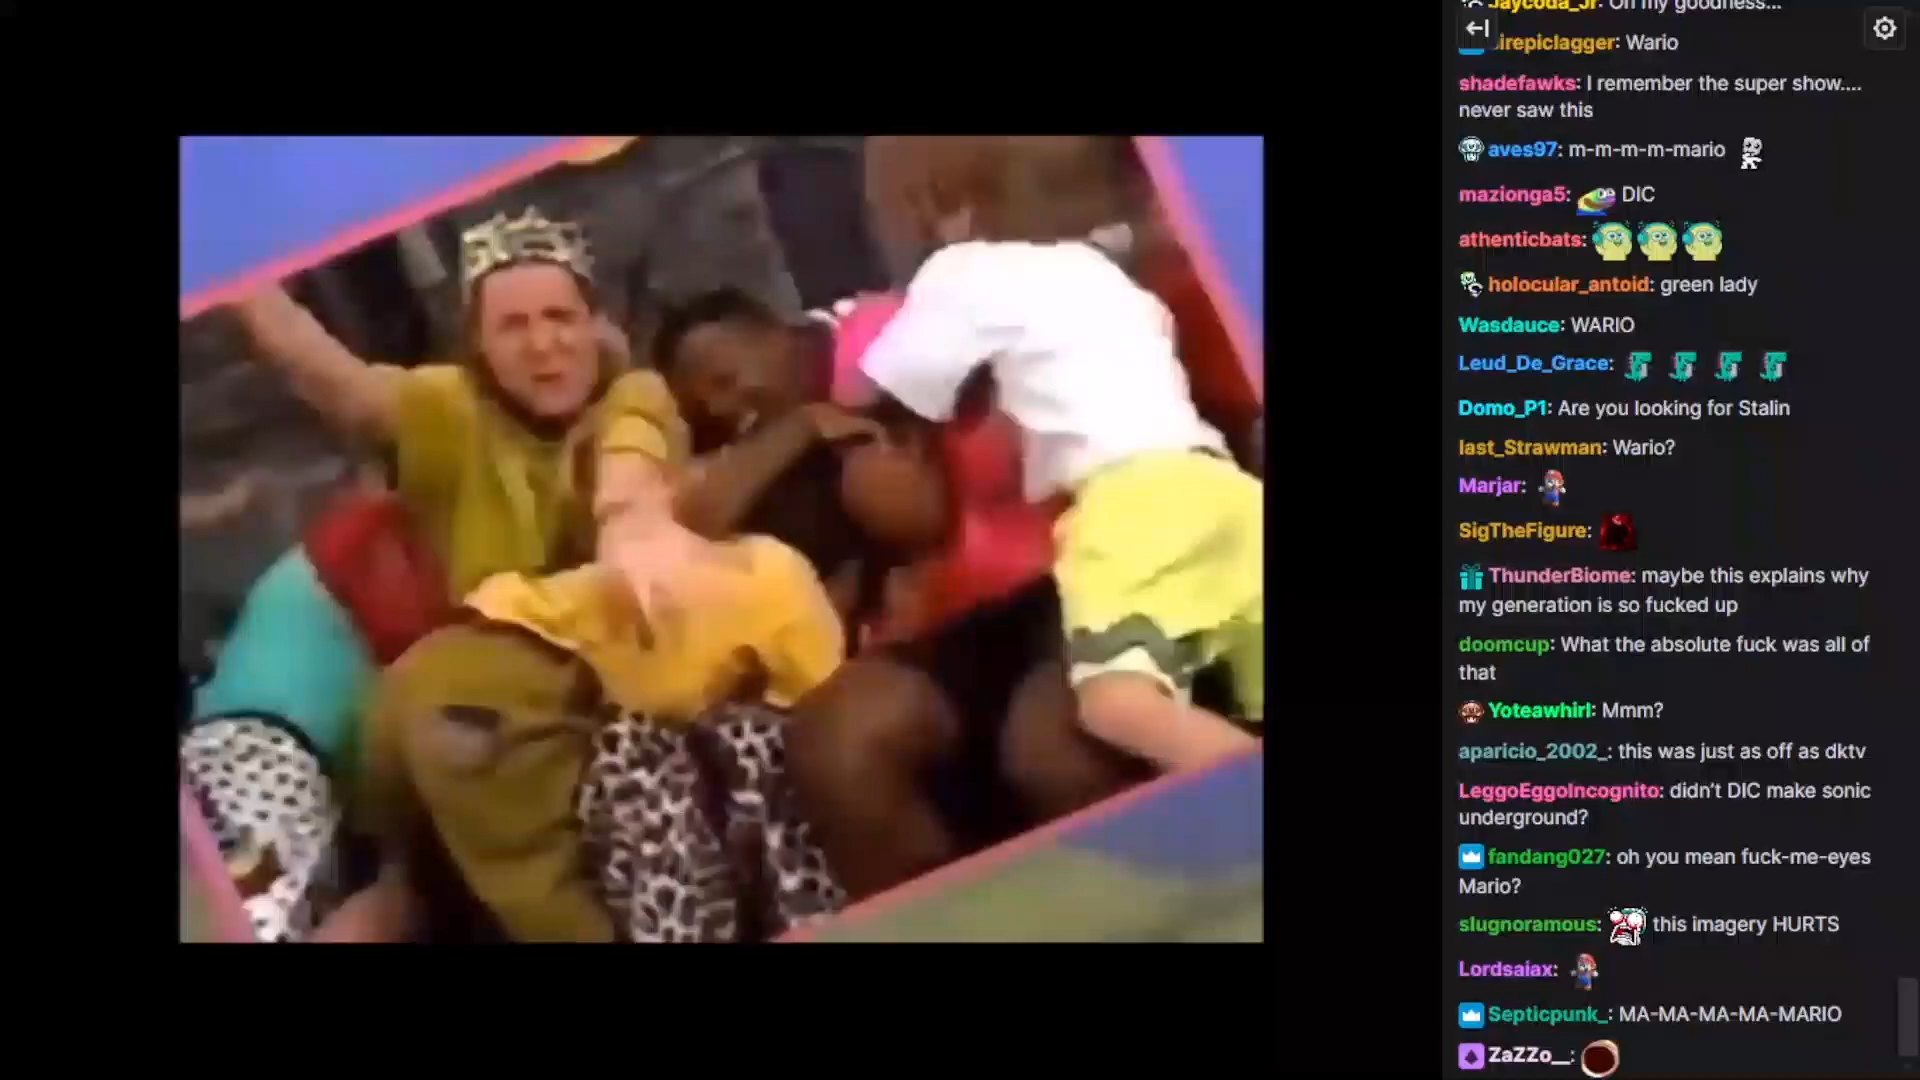 Jaycoda_Jr: Oh my goodness...
irepiclagger: Wario
shadefawks: I remember the super show....
never saw this
aves97: m-m-m-m-mario
mazionga5: DIC
athenticbats:
holocular_antoid: green lady
Wasdauce: WARIO
Leud_De_Grace:
Domo_P1: Are you looking for Stalin
last_Strawman: Wario?
Marjar:
SigTheFigure:
ThunderBiome: maybe this explains why
my generation is so fucked up
doomcup: What the absolute fuck was all of
that
Yoteawhirl: Mmm?
aparicio_2002_: this was just as off as dktv
LeggoEggoIncognito: didn't DIC make sonic
underground?
fandang027: oh you mean fuck-me-eyes
Mario?
slugnoramous: this imagery HURTS
Lordsaiax:
Septicpunk_: MA-MA-MA-MA-MARIO
ZaZZo__: